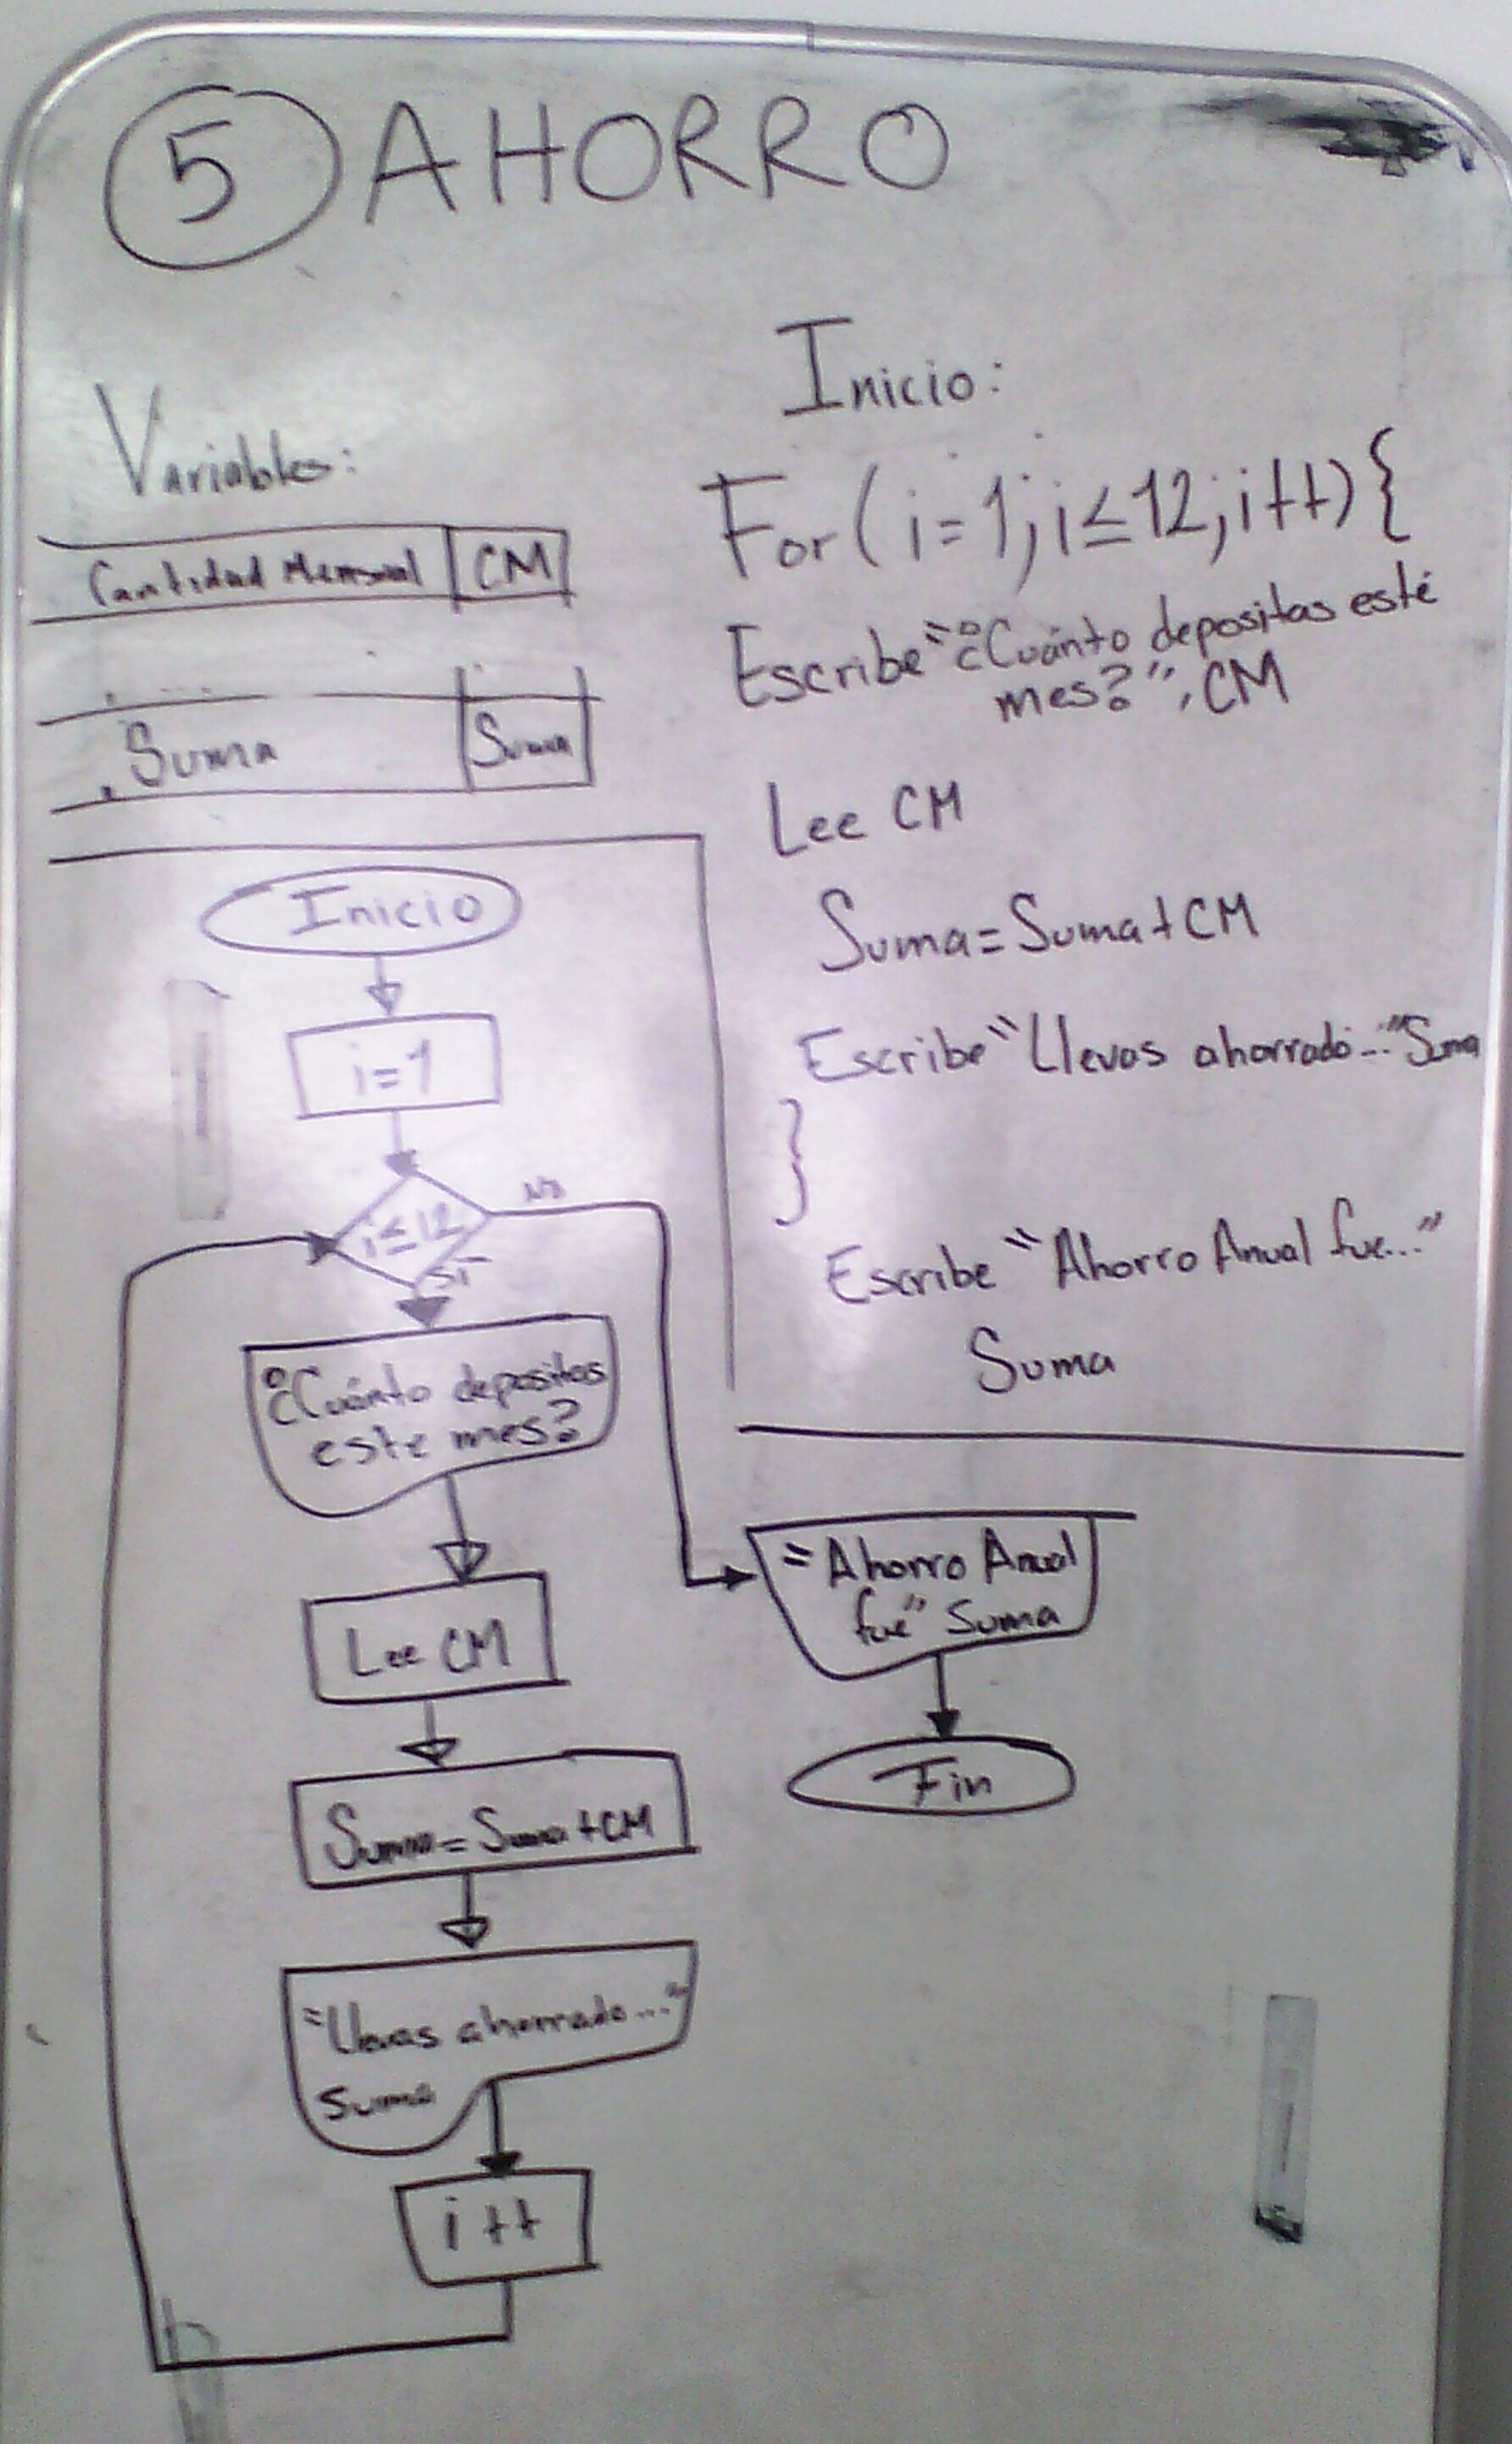 5 AHORRO
Variables:
Cantidad Mensual CM
Suma Suma
Inicio:
For (i=1; i≤12; i++) {
Escribe "¿Cuánto depositas esté
mes?", CM
Lee CM
Suma=Suma+CM
Escribe "Llevas ahorrado..." Suma
}
Escribe "Ahorro Anual fue..."
Suma
Inicio
i=1
i≤12
No
Sí
¿Cuánto depositas
este mes?
Lee CM
Suma=Suma+CM
"Llevas ahorrado..."
Suma
i++
"Ahorro Anual
fue" Suma
Fin